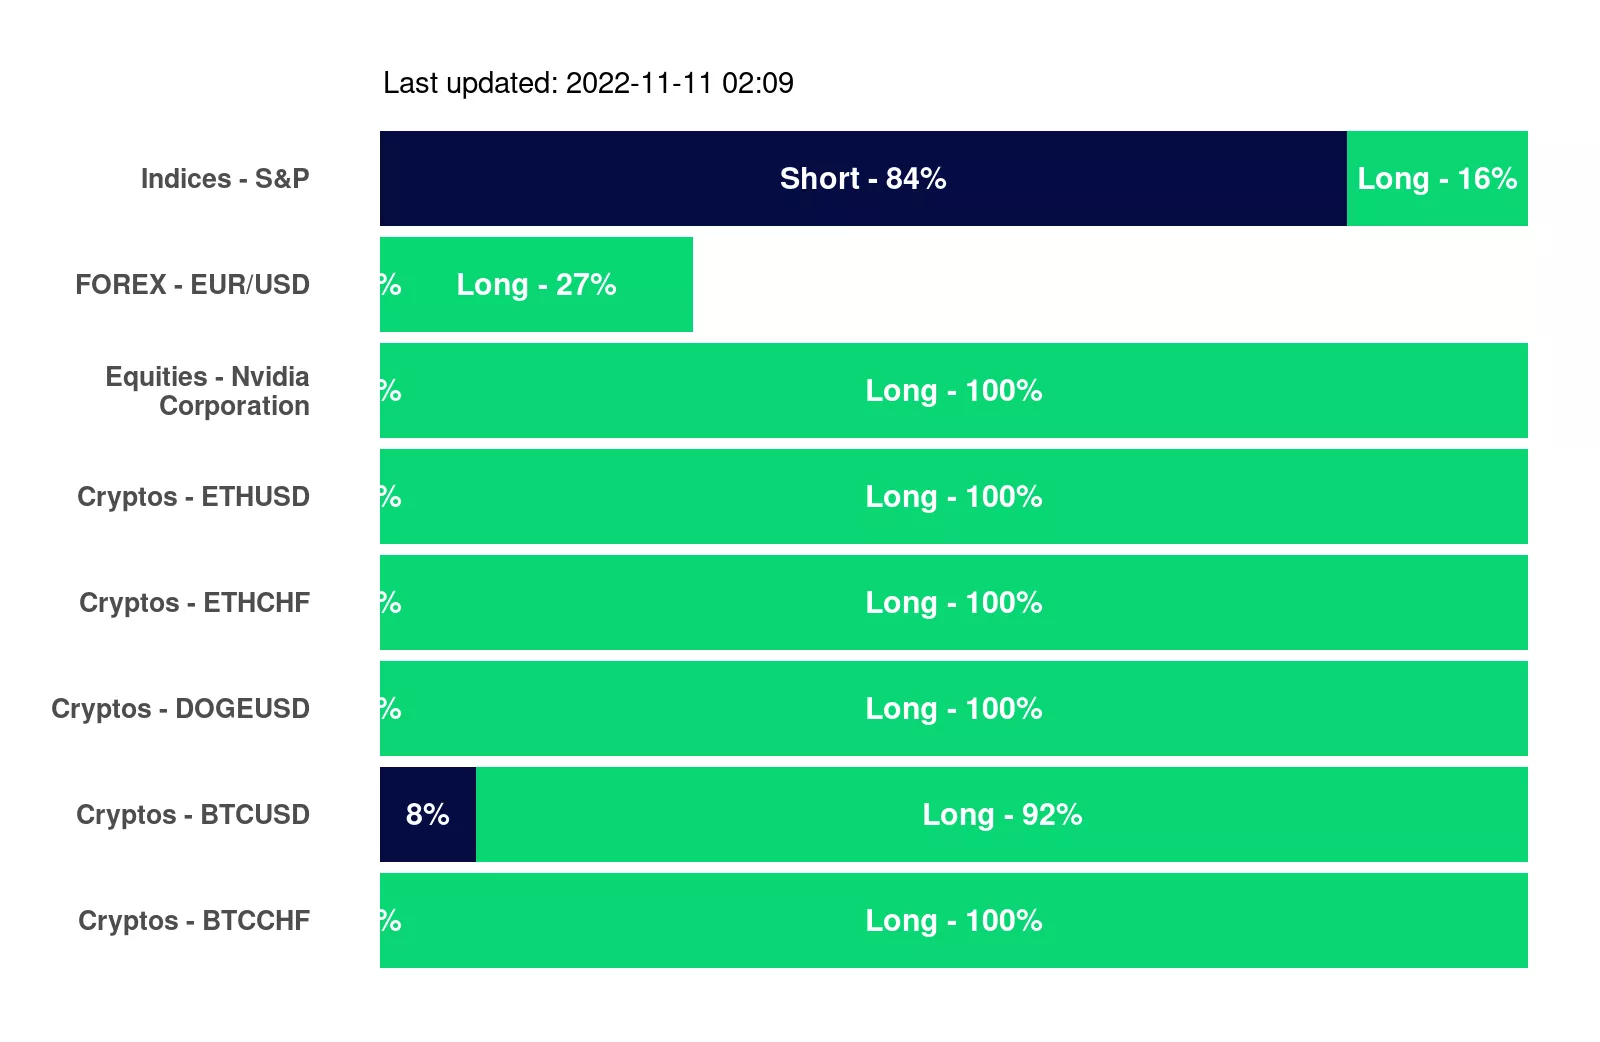 Last updated: 2022-11-11 02:09
Indices - S&P
Short - 84%
Long - 16%
FOREX - EUR/USD
%
Long - 27%
Equities - Nvidia
Corporation
%
Long - 100%
Cryptos - ETHUSD
%
Long - 100%
Cryptos - ETHCHF
%
Long - 100%
Cryptos - DOGEUSD
%
Long - 100%
Cryptos - BTCUSD
8%
Long - 92%
Cryptos - BTCCHF
%
Long - 100%